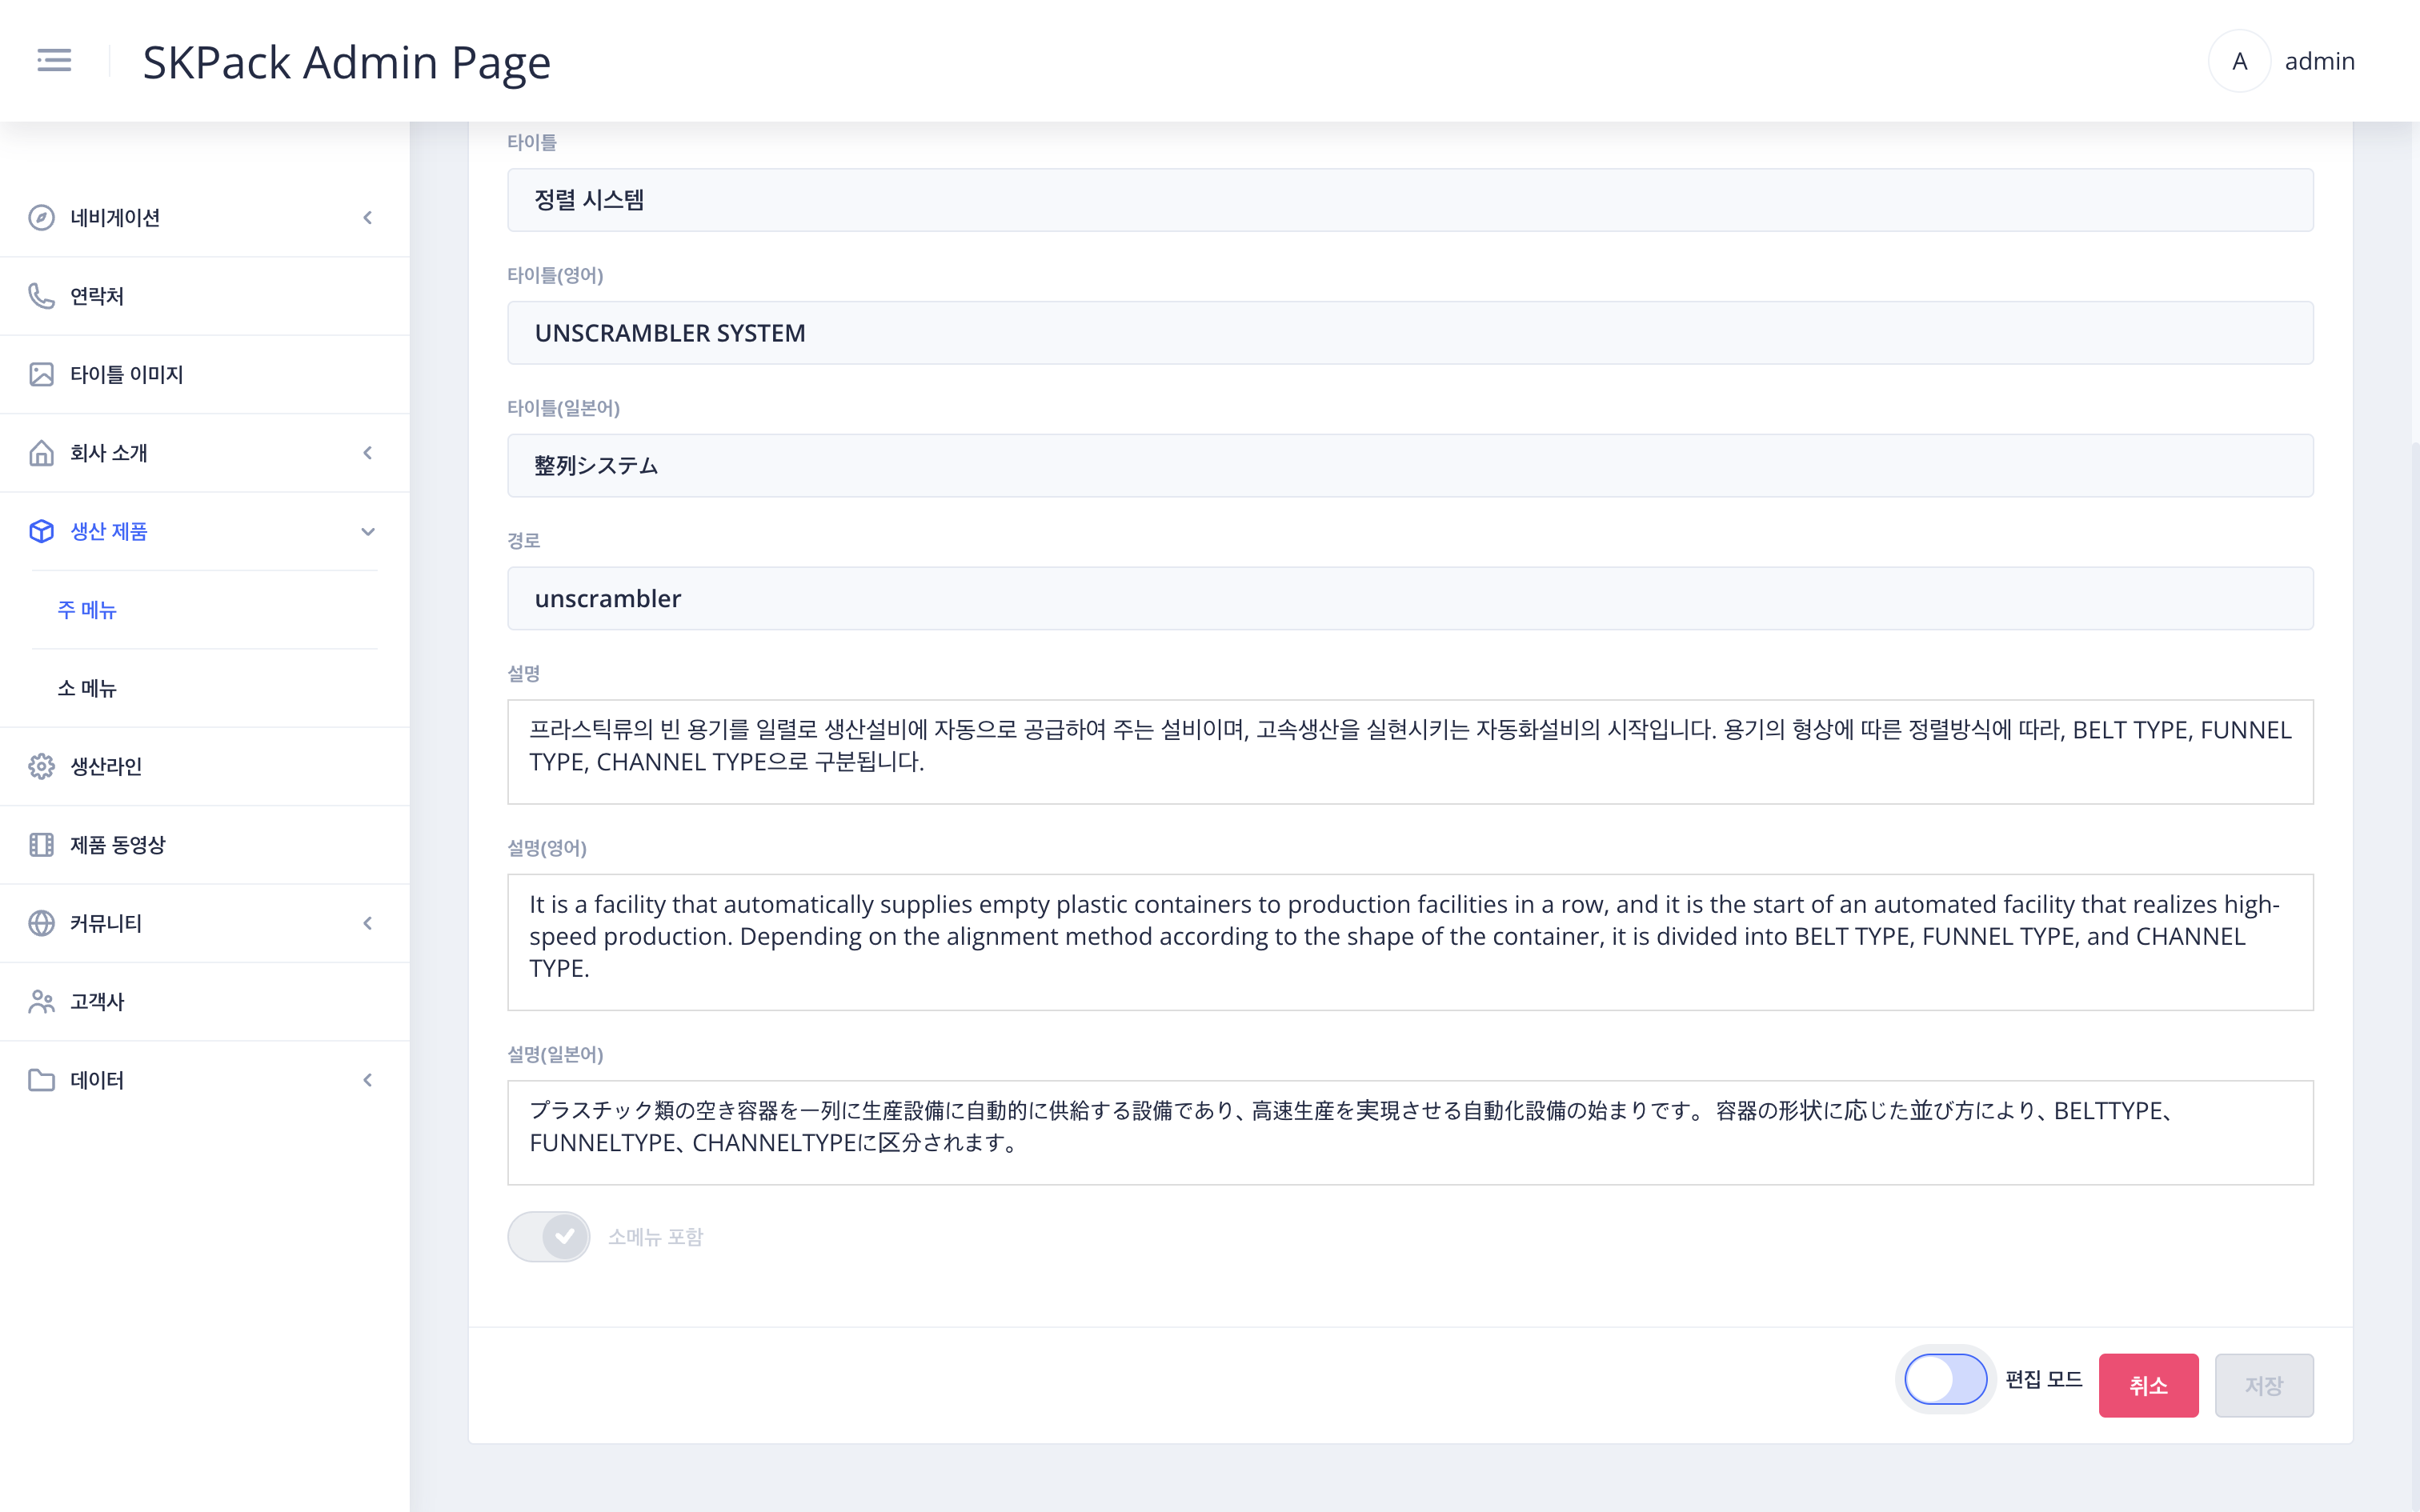 SKPack Admin Page
A
admin
네비게이션
연락처
타이틀 이미지
회사 소개
생산 제품
주 메뉴
소 메뉴
생산라인
제품 동영상
커뮤니티
고객사
데이터
타이틀
정렬 시스템
타이틀(영어)
UNSCRAMBLER SYSTEM
타이틀(일본어)
整列システム
경로
unscrambler
설명
프라스틱류의 빈 용기를 일렬로 생산설비에 자동으로 공급하여 주는 설비이며, 고속생산을 실현시키는 자동화설비의 시작입니다. 용기의 형상에 따른 정렬방식에 따라, BELT TYPE, FUNNEL
TYPE, CHANNEL TYPE으로 구분됩니다.
설명(영어)
It is a facility that automatically supplies empty plastic containers to production facilities in a row, and it is the start of an automated facility that realizes high-
speed production. Depending on the alignment method according to the shape of the container, it is divided into BELT TYPE, FUNNEL TYPE, and CHANNEL
TYPE.
설명(일본어)
プラスチック類の空き容器を一列に生産設備に自動的に供給する設備であり、高速生産を実現させる自動化設備の始まりです。 容器の形状に応じた並び方により、BELTTYPE、
FUNNELTYPE、CHANNELTYPEに区分されます。
소메뉴 포함
편집 모드
취소
저장